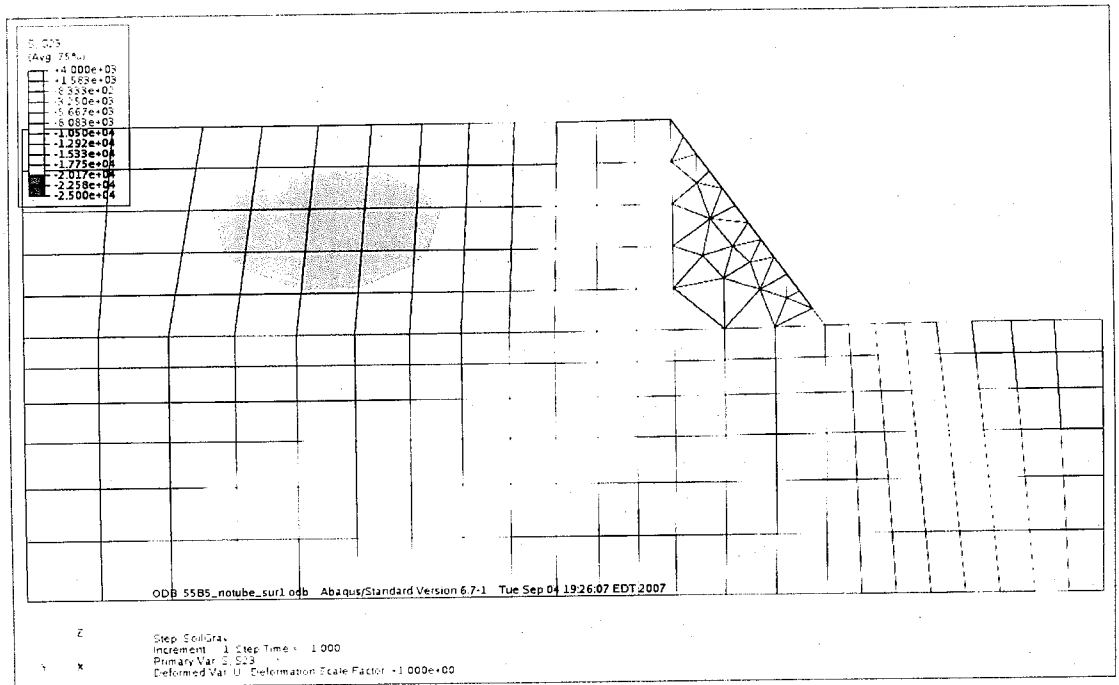 S, S23
(Avg: 75%)
+4.000e+03
+1.583e+03
-8.333e+02
-3.250e+03
-5.667e+03
-8.083e+03
-1.050e+04
-1.292e+04
-1.533e+04
-1.775e+04
-2.017e+04
-2.258e+04
-2.500e+04
ODB 55B5_notube_sur1.odb Abaqus/Standard Version 6.7-1 Tue Sep 04 19:26:07 EDT 2007
Z
Y X
Step: SoilGrav
Increment 1: Step Time = 1.000
Primary Var: S, S23
Deformed Var: U Deformation Scale Factor: +1.000e+00